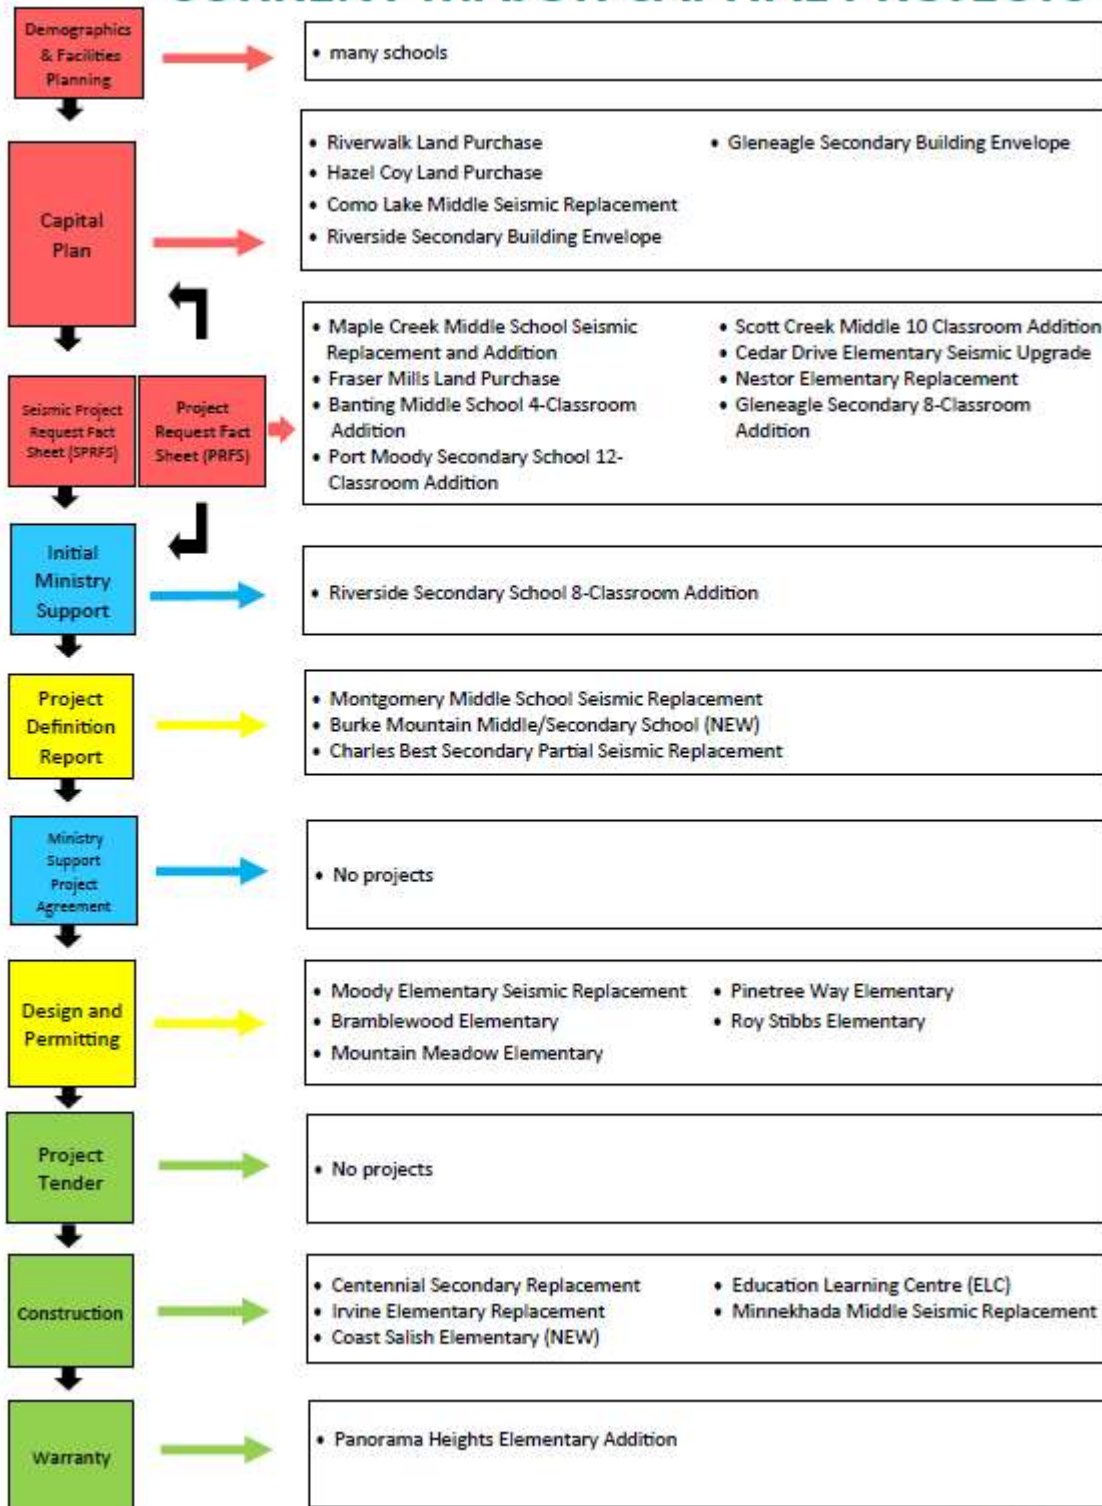 CURRENT MAJOR CAPITAL PROJECTS
Demographics
& Facilities
Planning
• many schools
Capital
Plan
• Riverwalk Land Purchase
• Hazel Coy Land Purchase
• Como Lake Middle Seismic Replacement
• Riverside Secondary Building Envelope
• Gleneagle Secondary Building Envelope
Seismic Project
Request Fact
Sheet (SPRFS)
Project
Request Fact
Sheet (PRFS)
• Maple Creek Middle School Seismic
Replacement and Addition
• Fraser Mills Land Purchase
• Banting Middle School 4-Classroom
Addition
• Port Moody Secondary School 12-
Classroom Addition
• Scott Creek Middle 10 Classroom Addition
• Cedar Drive Elementary Seismic Upgrade
• Nestor Elementary Replacement
• Gleneagle Secondary 8-Classroom
Addition
Initial
Ministry
Support
• Riverside Secondary School 8-Classroom Addition
Project
Definition
Report
• Montgomery Middle School Seismic Replacement
• Burke Mountain Middle/Secondary School (NEW)
• Charles Best Secondary Partial Seismic Replacement
Ministry
Support
Project
Agreement
• No projects
Design and
Permitting
• Moody Elementary Seismic Replacement
• Bramblewood Elementary
• Mountain Meadow Elementary
• Pinetree Way Elementary
• Roy Stibbs Elementary
Project
Tender
• No projects
Construction
• Centennial Secondary Replacement
• Irvine Elementary Replacement
• Coast Salish Elementary (NEW)
• Education Learning Centre (ELC)
• Minnekhada Middle Seismic Replacement
Warranty
• Panorama Heights Elementary Addition